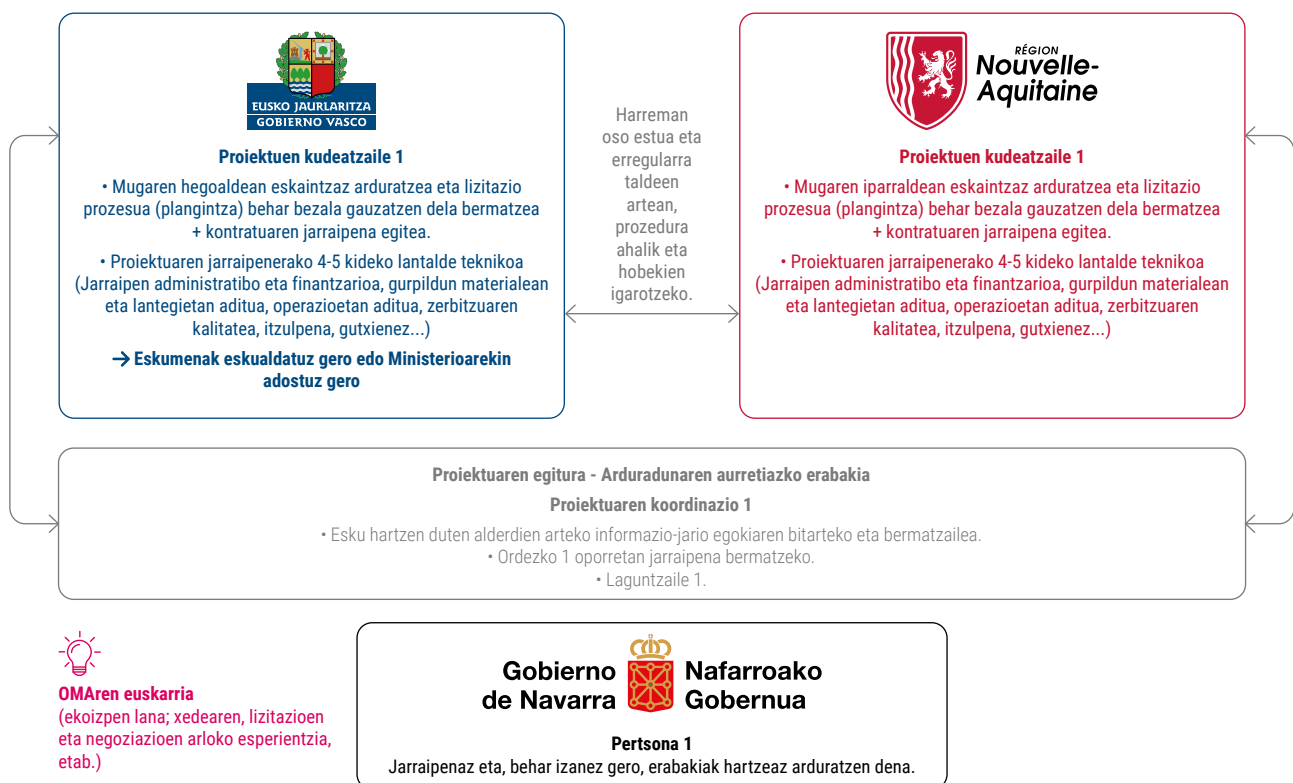 EUSKO JAURLARITZA
GOBIERNO VASCO
Proiektuen kudeatzaile 1
• Mugaren hegoaldean eskaintzaz arduratzea eta lizitazio
prozesua (plangintza) behar bezala gauzatzen dela bermatzea
+ kontratuaren jarraipena egitea.
• Proiektuaren jarraipenerako 4-5 kideko lantalde teknikoa
(Jarraipen administratibo eta finantzarioa, gurpildun materialean
eta lantegietan aditua, operazioetan aditua, zerbitzuaren
kalitatea, itzulpena, gutxienez...)
→ Eskumenak eskualdatuz gero edo Ministerioarekin
adostuz gero
Harreman
oso estua eta
erregularra
taldeen
artean,
prozedura
ahalik eta
hobekien
igarotzeko.
RÉGION
Nouvelle-
Aquitaine
Proiektuen kudeatzaile 1
• Mugaren iparraldean eskaintzaz arduratzea eta lizitazio
prozesua (plangintza) behar bezala gauzatzen dela bermatzea
+ kontratuaren jarraipena egitea.
• Proiektuaren jarraipenerako 4-5 kideko lantalde teknikoa
(Jarraipen administratibo eta finantzarioa, gurpildun materialean
eta lantegietan aditua, operazioetan aditua, zerbitzuaren
kalitatea, itzulpena, gutxienez...)
Proiektuaren egitura - Arduradunaren aurretiazko erabakia
Proiektuaren koordinazio 1
• Esku hartzen duten alderdien arteko informazio-jario egokiaren bitarteko eta bermatzailea.
• Ordezko 1 oporretan jarraipena bermatzeko.
• Laguntzaile 1.
OMAren euskarria
(ekoizpen lana; xedearen, lizitazioen
eta negoziazioen arloko esperientzia,
etab.)
Gobierno
de Navarra
Nafarroako
Gobernua
Pertsona 1
Jarraipenaz eta, behar izanez gero, erabakiak hartzeaz arduratzen dena.